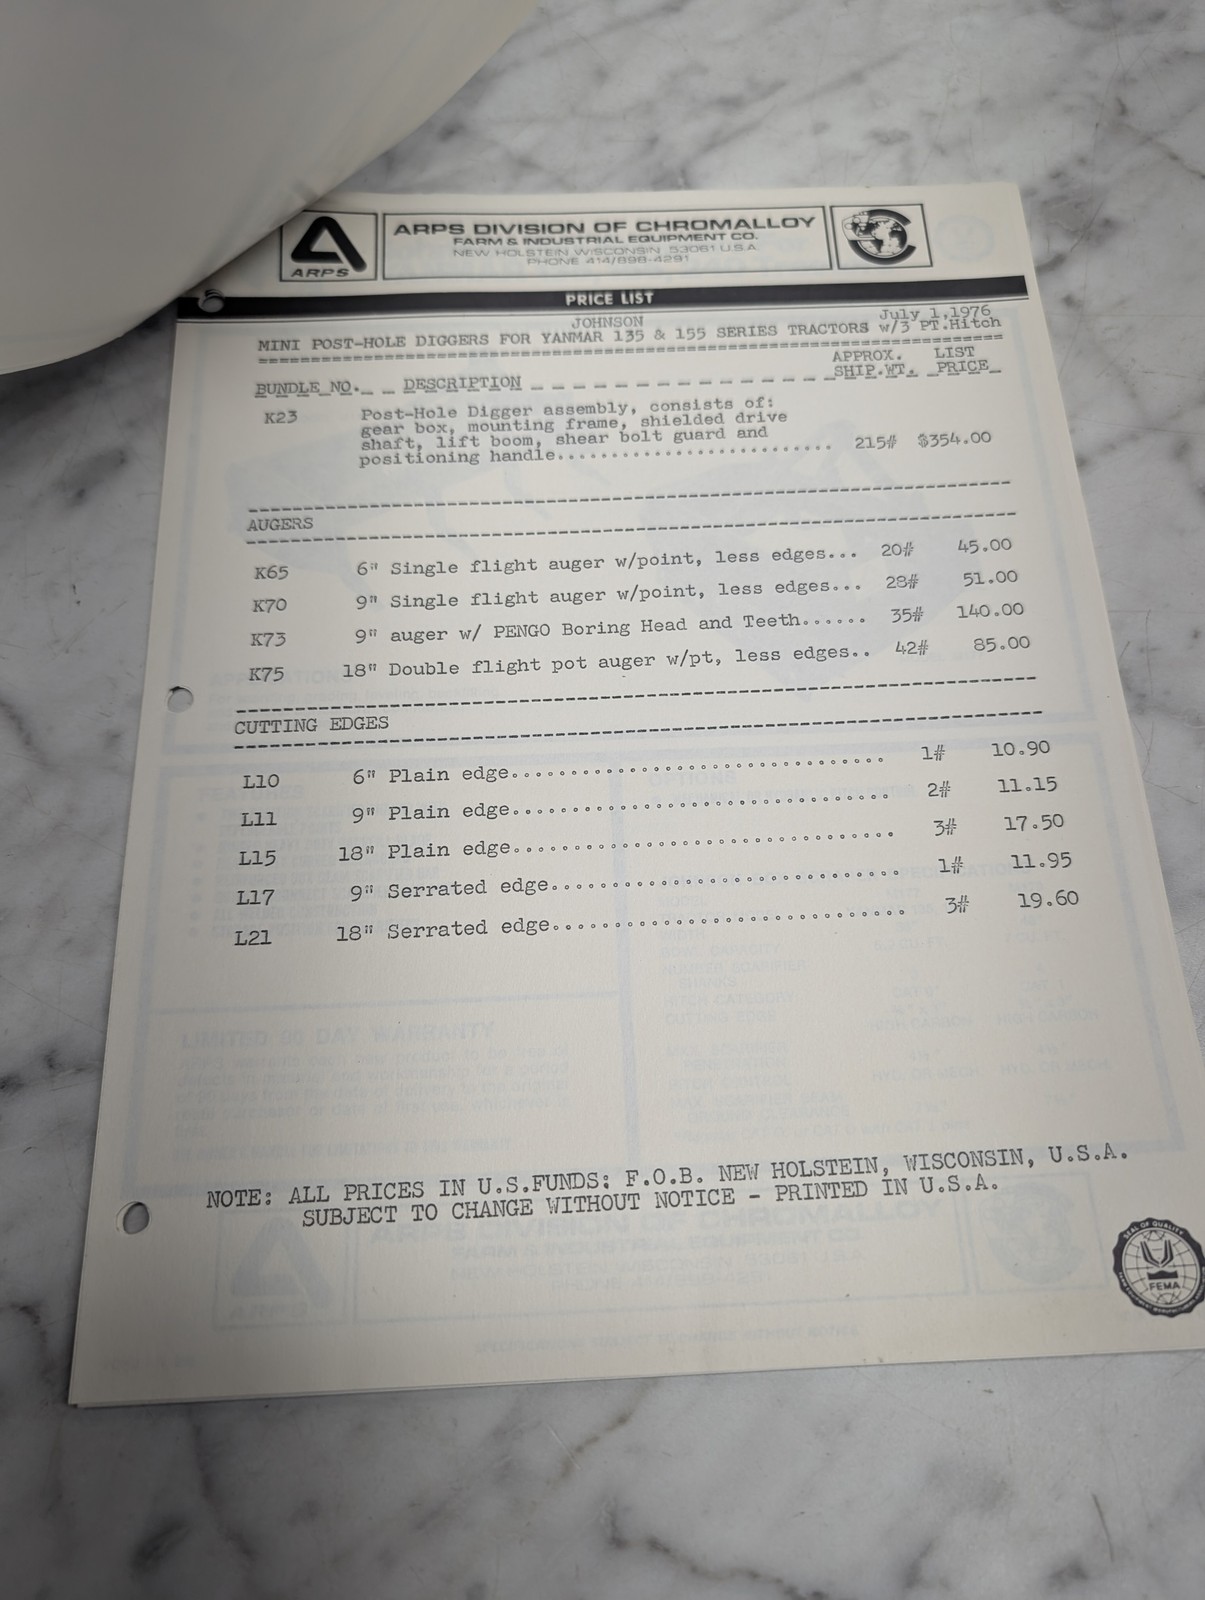 ARPS
ARPS DIVISION OF CHROMALLOY
FARM & INDUSTRIAL EQUIPMENT CO.
NEW HOLSTEIN WISCONSIN 53061 U.S.A.
PHONE 414/898-4291
PRICE LIST
July 1,1976
JOHNSON
MINI POST-HOLE DIGGERS FOR YANMAR 135 & 155 SERIES TRACTORS w/3 PT.Hitch
APPROX. LIST
BUNDLE NO. DESCRIPTION SHIP.WT. PRICE
K23 Post-Hole Digger assembly, consists of:
gear box, mounting frame, shielded drive
shaft, lift boom, shear bolt guard and
positioning handle......................... 215# $354.00
AUGERS
K65 6" Single flight auger w/point, less edges... 20# 45.00
K70 9" Single flight auger w/point, less edges... 28# 51.00
K73 9" auger w/ PENGO Boring Head and Teeth...... 35# 140.00
K75 18" Double flight pot auger w/pt, less edges.. 42# 85.00
CUTTING EDGES
L10 6" Plain edge............................... 1# 10.90
L11 9" Plain edge............................... 2# 11.15
L15 18" Plain edge............................... 3# 17.50
L17 9" Serrated edge............................ 1# 11.95
L21 18" Serrated edge............................ 3# 19.60
LIMITED 90 DAY WARRANTY
NOTE: ALL PRICES IN U.S.FUNDS: F.O.B. NEW HOLSTEIN, WISCONSIN, U.S.A.
SUBJECT TO CHANGE WITHOUT NOTICE - PRINTED IN U.S.A.
SEAL OF QUALITY
FEMA